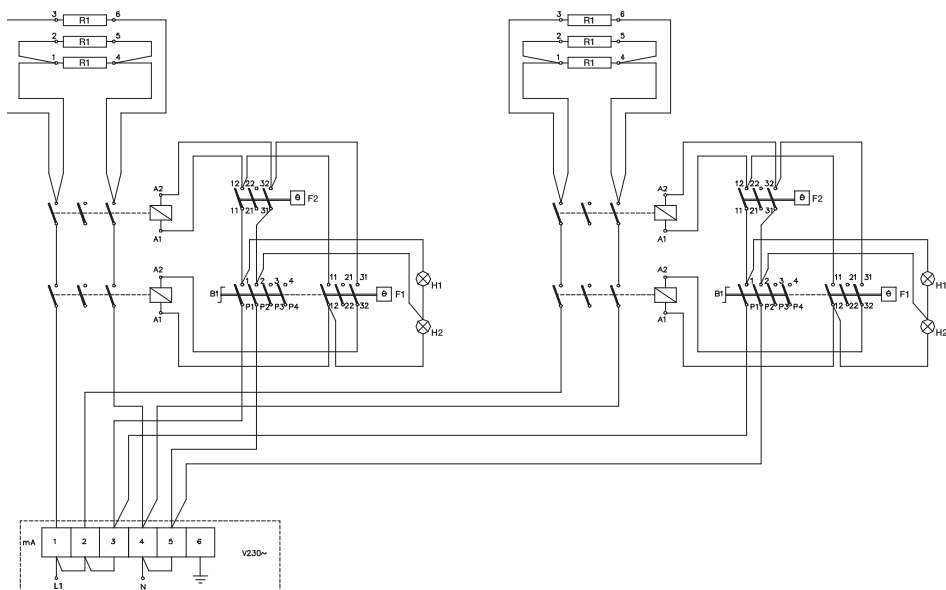 3 R1 6 3 R1 6
2 R1 5 2 R1 5
1 R1 4 1 R1 4
A2 12 22 32 θ F2 A2 12 22 32 θ F2
11 21 31 11 21 31
A1 A1
A2 1 2 3 4 11 21 31 H1 A2 1 2 3 4 11 21 31 H1
B1 θ F1 B1 θ F1
A1 P1 P2 P3 P4 12 22 32 A1 P1 P2 P3 P4 12 22 32
H2 H2
mA 1 2 3 4 5 6 V230~
L1 N